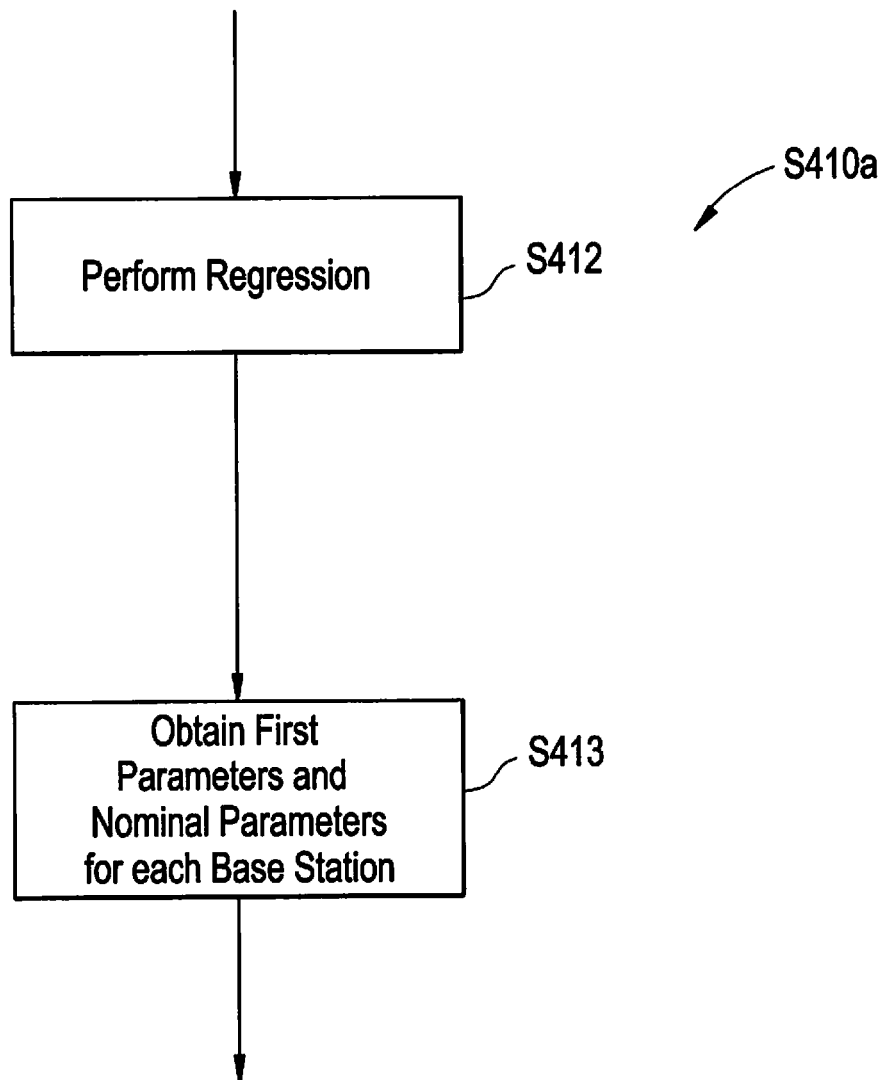 S410a
Perform Regression
S412
Obtain First
Parameters and
Nominal Parameters
for each Base Station
S413